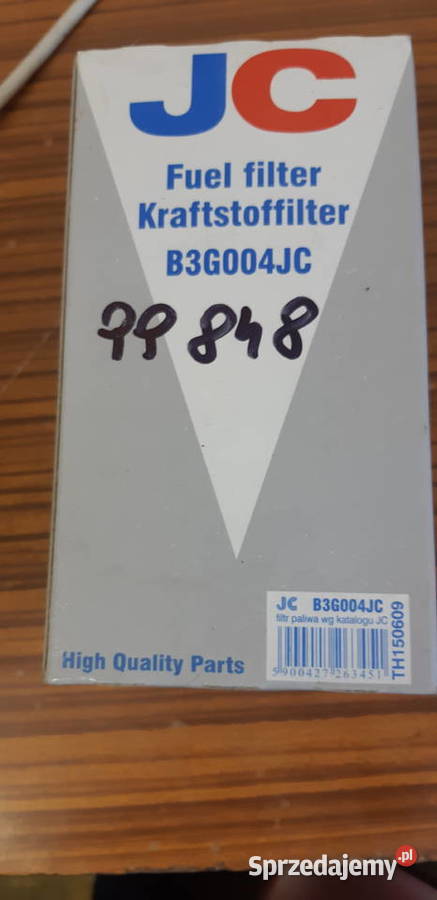 JC
Fuel filter
Kraftstoffilter
B3G004JC
PP 848
JC B3G004JC
filtr paliwa wg katalogu JC
5900427263451
TH150609
High Quality Parts
Sprzedajemy.pl